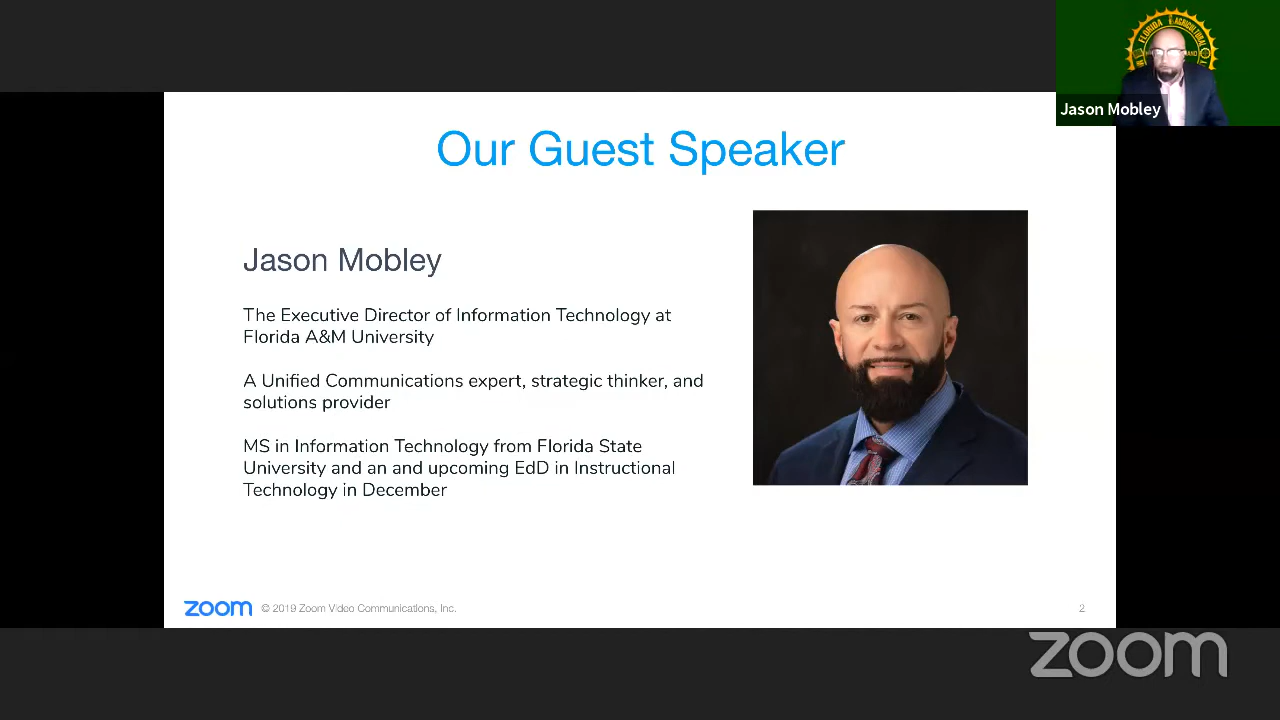 FLORIDA AGRICULTURAL
Jason Mobley
Our Guest Speaker
Jason Mobley
The Executive Director of Information Technology at
Florida A&M University
A Unified Communications expert, strategic thinker, and
solutions provider
MS in Information Technology from Florida State
University and an and upcoming EdD in Instructional
Technology in December
zoom © 2019 Zoom Video Communications, Inc. 2
zoom